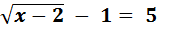 √x − 2 − 1 = 5